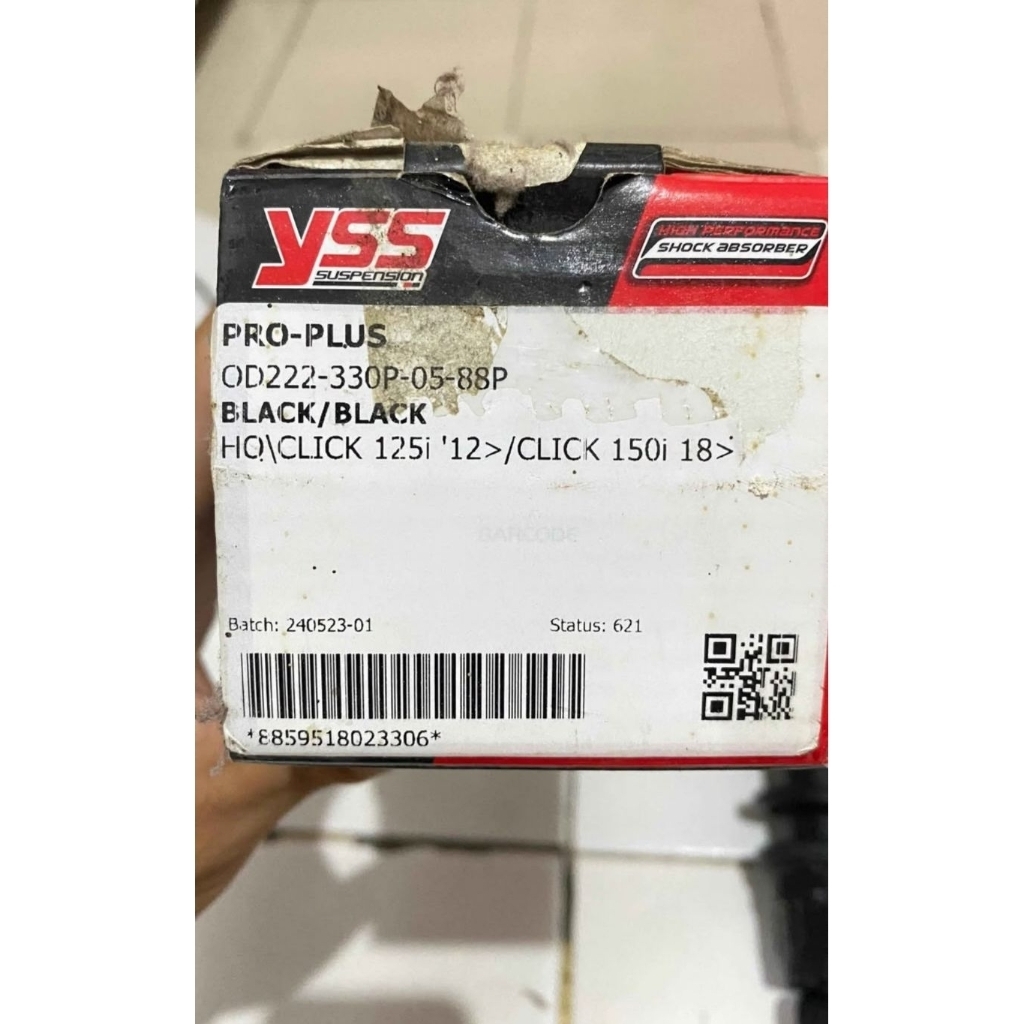 YSS
SUSPENSION
HIGH PERFORMANCE
SHOCK ABSORBER
PRO-PLUS
OD222-330P-05-88P
BLACK/BLACK
HO\CLICK 125i '12>/CLICK 150i 18>
BARCODE
Batch: 240523-01
Status: 621
*8859518023306*